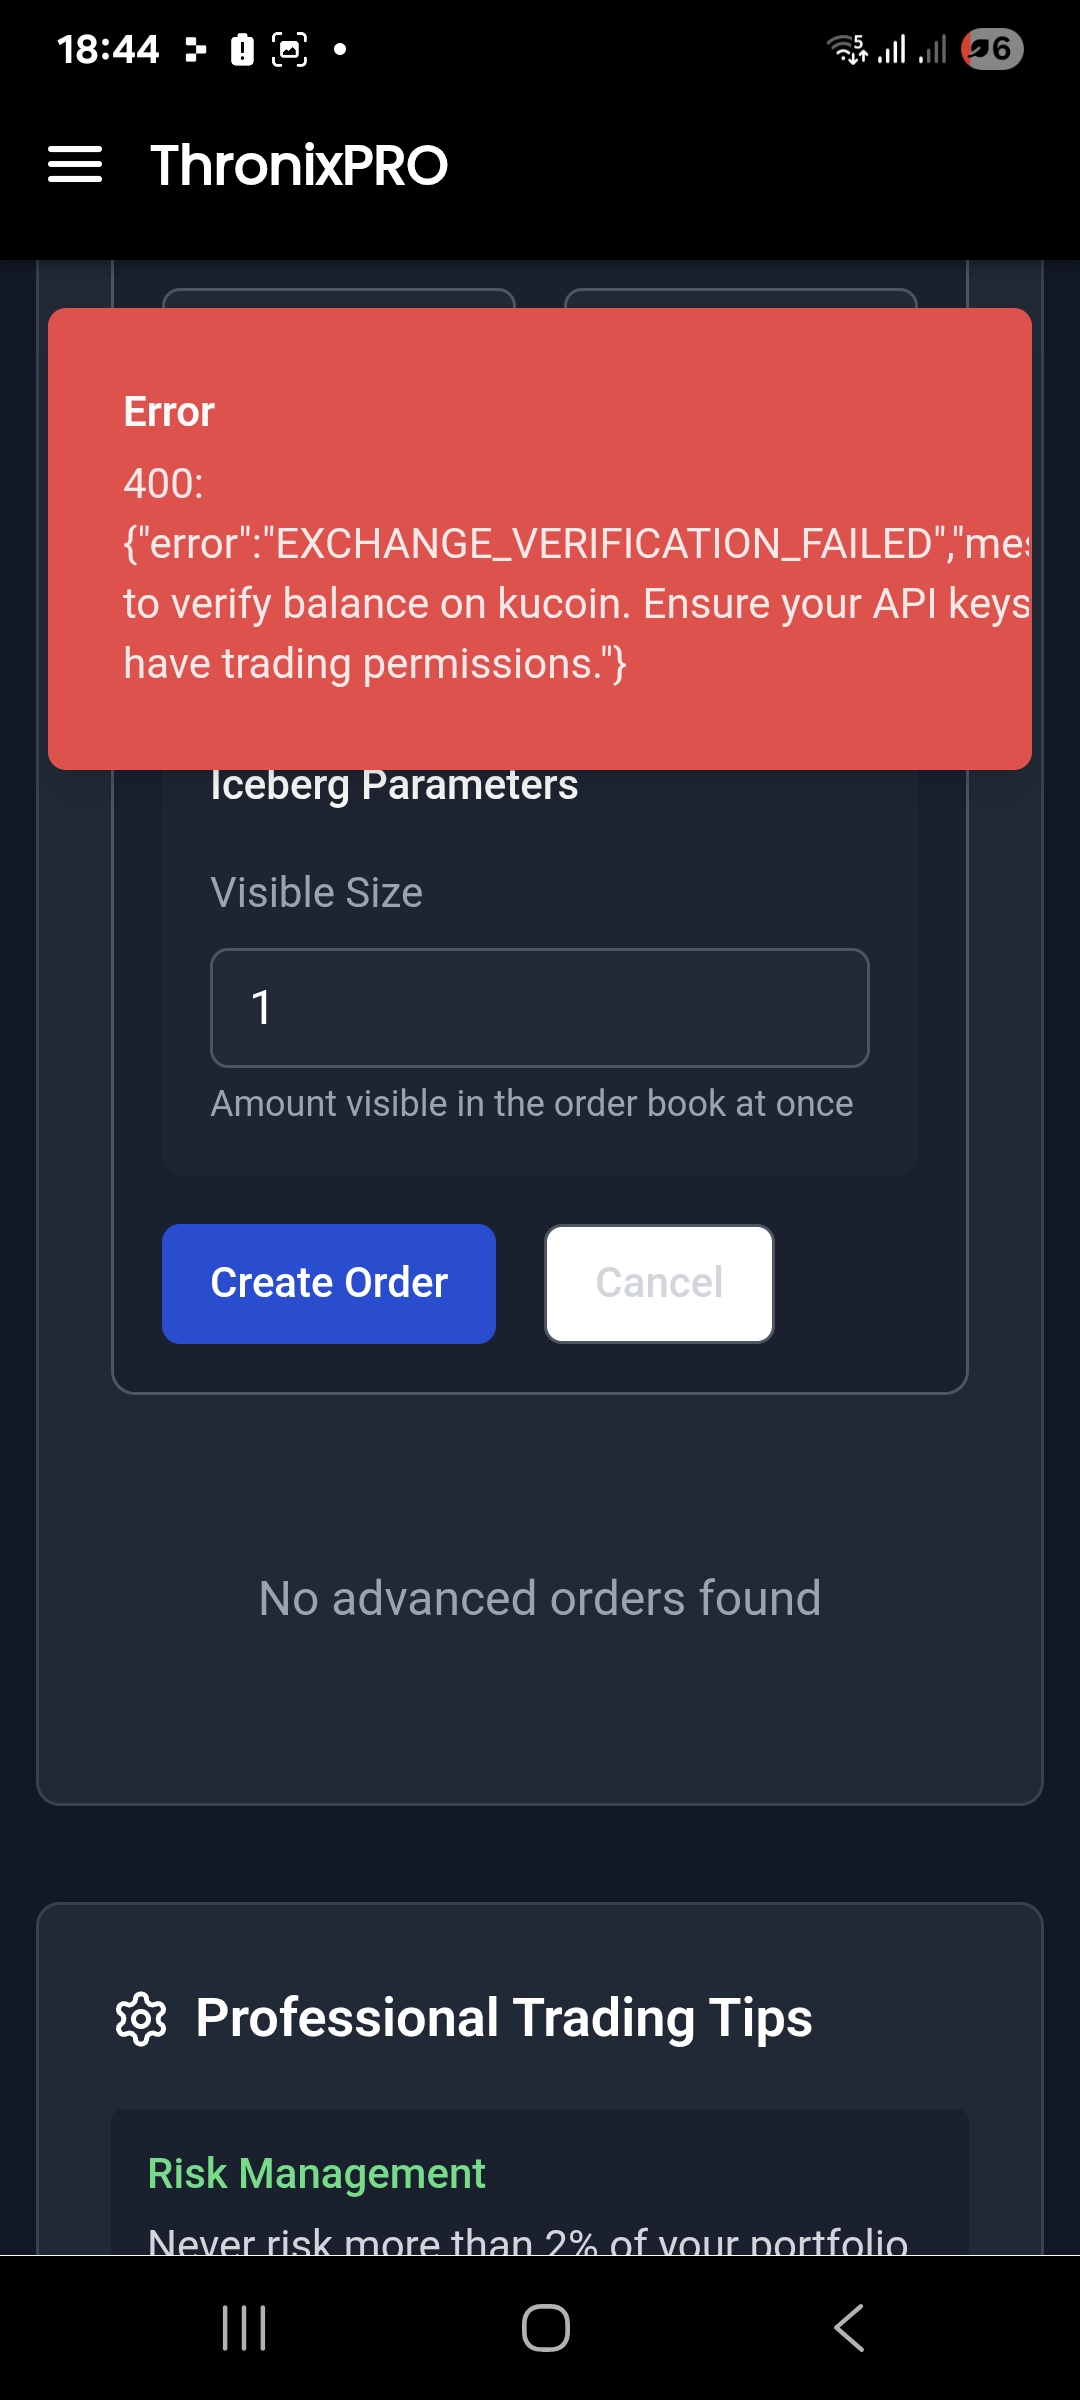 18:44
5
6
ThronixPRO
Error
400:
{"error":"EXCHANGE_VERIFICATION_FAILED","mes
to verify balance on kucoin. Ensure your API keys
have trading permissions."}
Iceberg Parameters
Visible Size
1
Amount visible in the order book at once
Create Order
Cancel
No advanced orders found
Professional Trading Tips
Risk Management
Never risk more than 2% of your portfolio